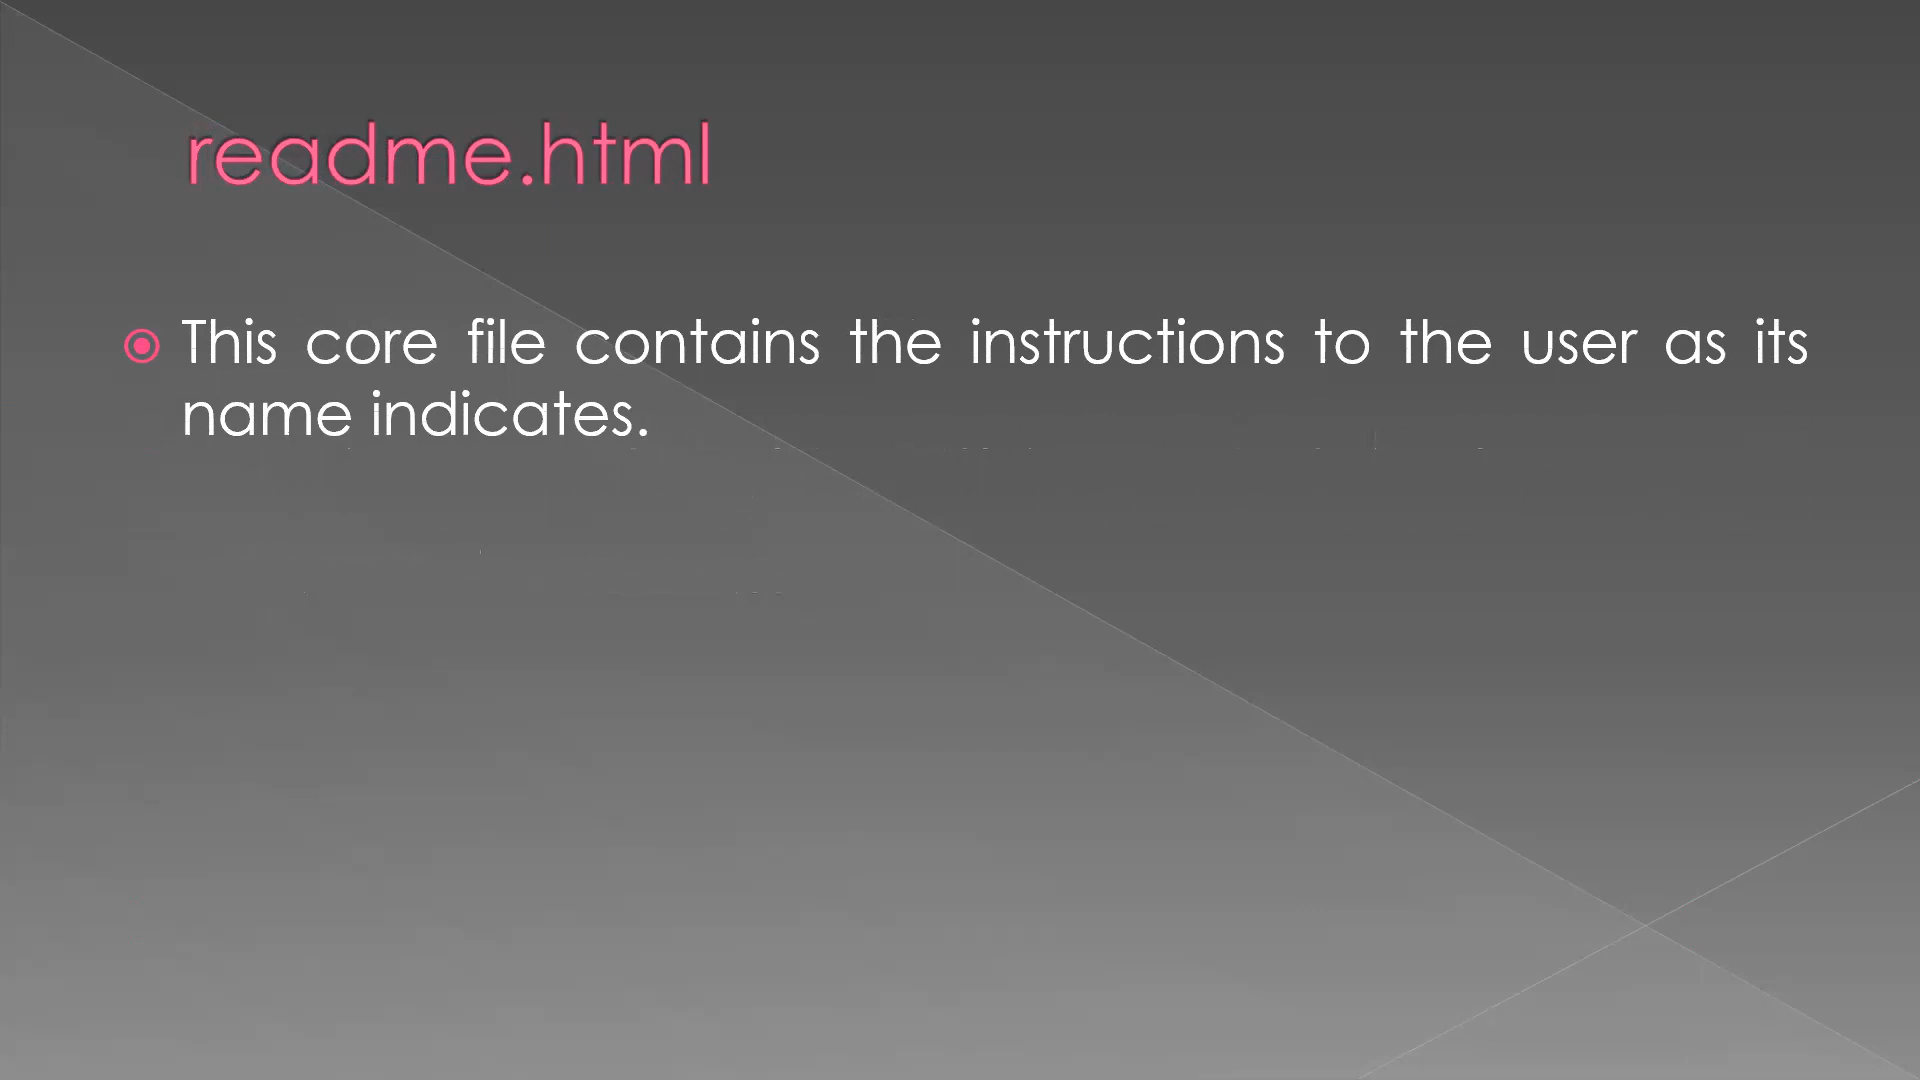 readme.html
This core file contains the instructions to the user as its
name indicates.